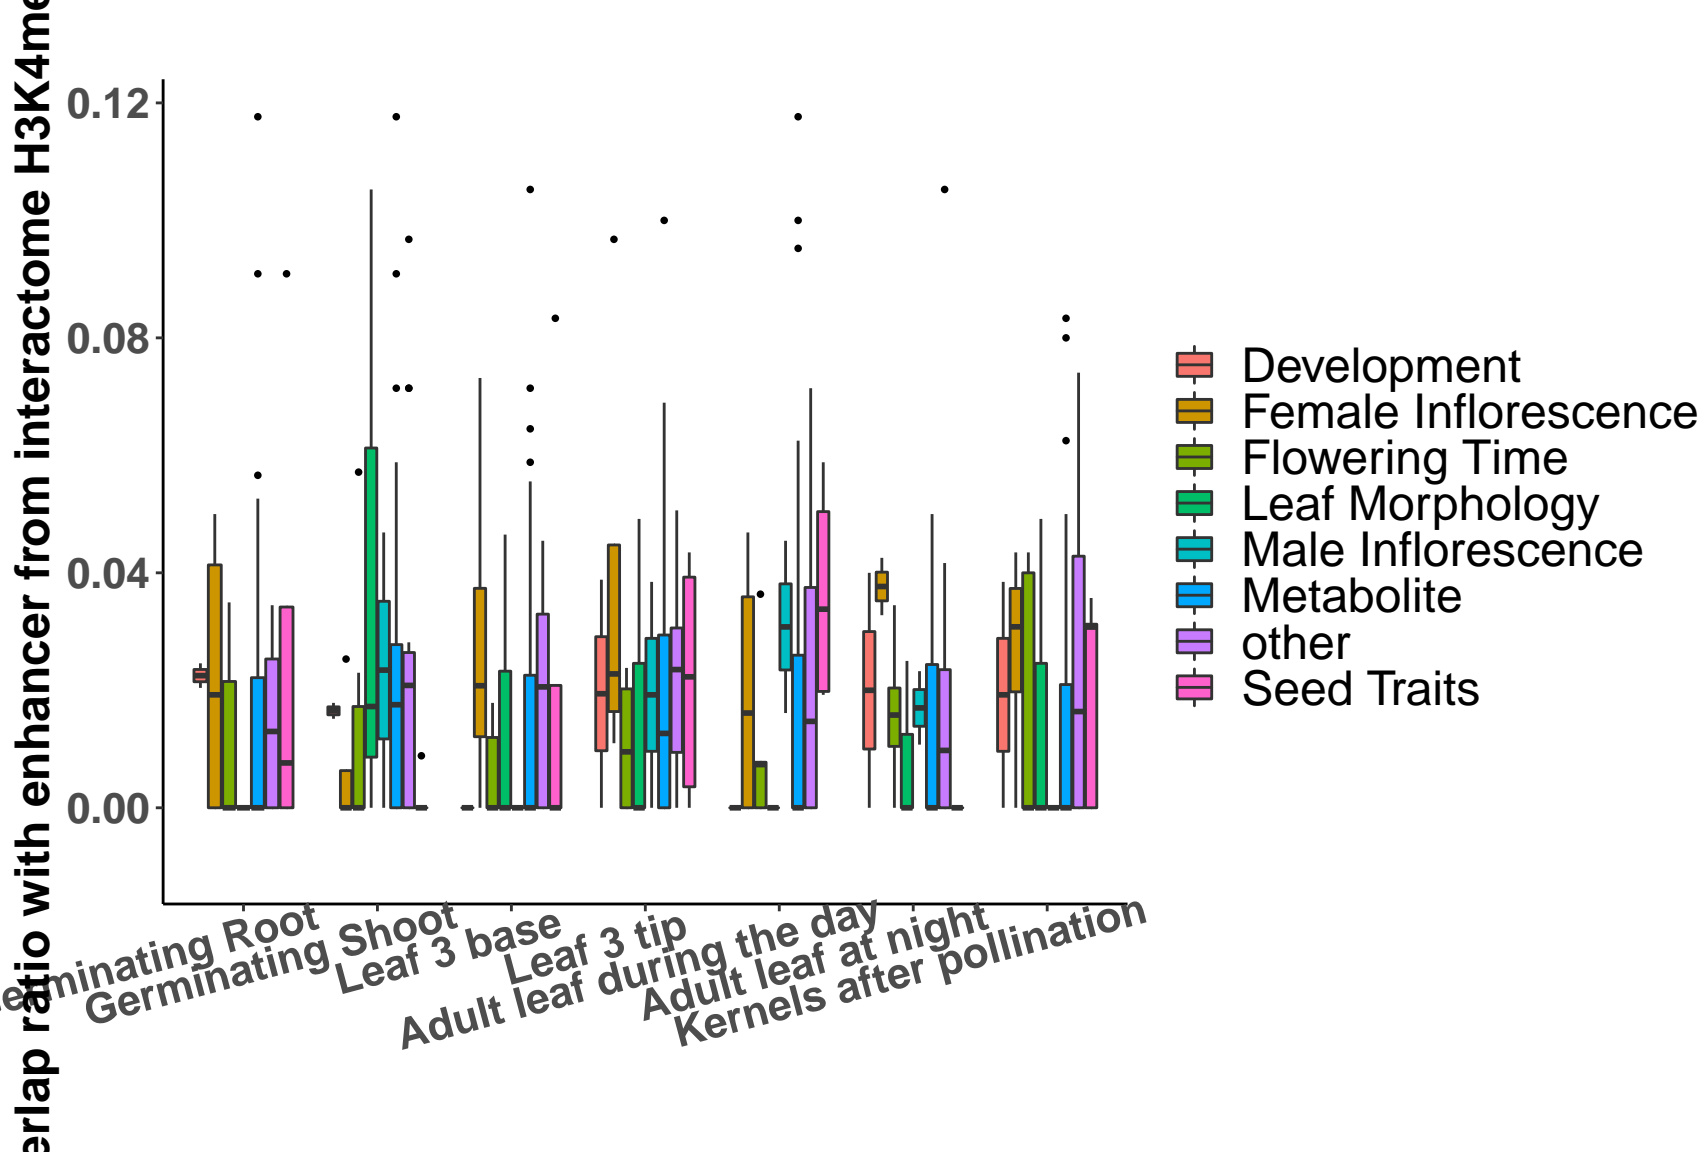 erlap ratio with enhancer from interactome H3K4me
0.12
0.08
0.04
0.00
erminating Root
Germinating Shoot
Leaf 3 base
Leaf 3 tip
Adult leaf during the day
Adult leaf at night
Kernels after pollination
Development
Female Inflorescence
Flowering Time
Leaf Morphology
Male Inflorescence
Metabolite
other
Seed Traits